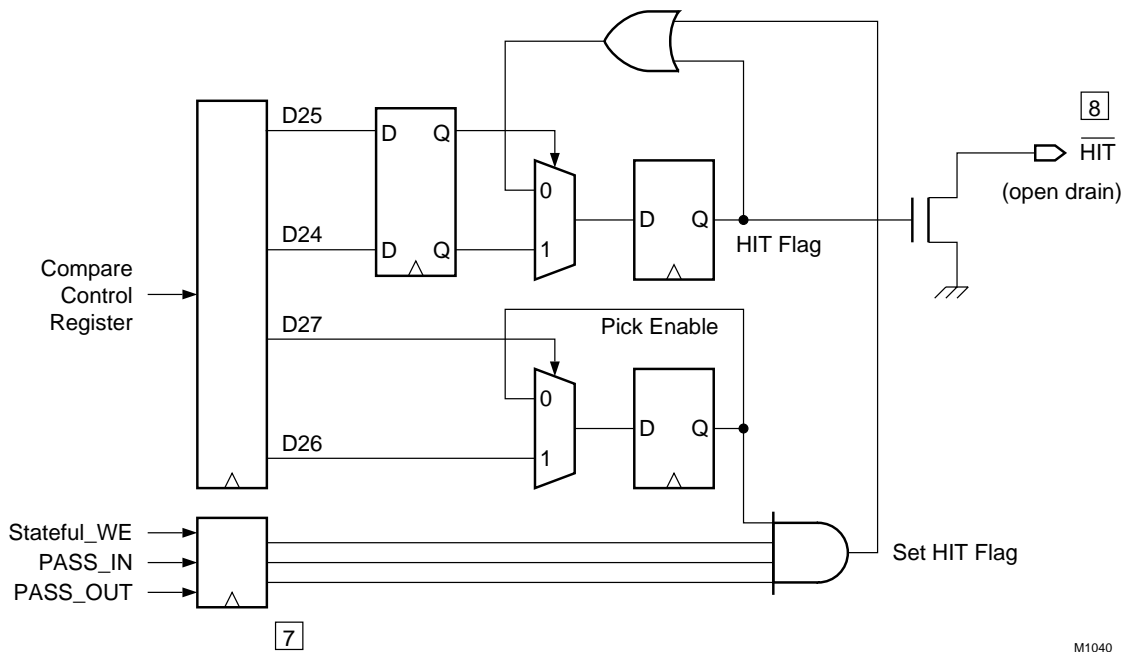 8
D25
D Q
HIT
0
(open drain)
D Q
D24
D Q
1
HIT Flag
Compare
Control
Register
D27
Pick Enable
0
D Q
D26
1
Stateful_WE
PASS_IN
Set HIT Flag
PASS_OUT
7
M1040